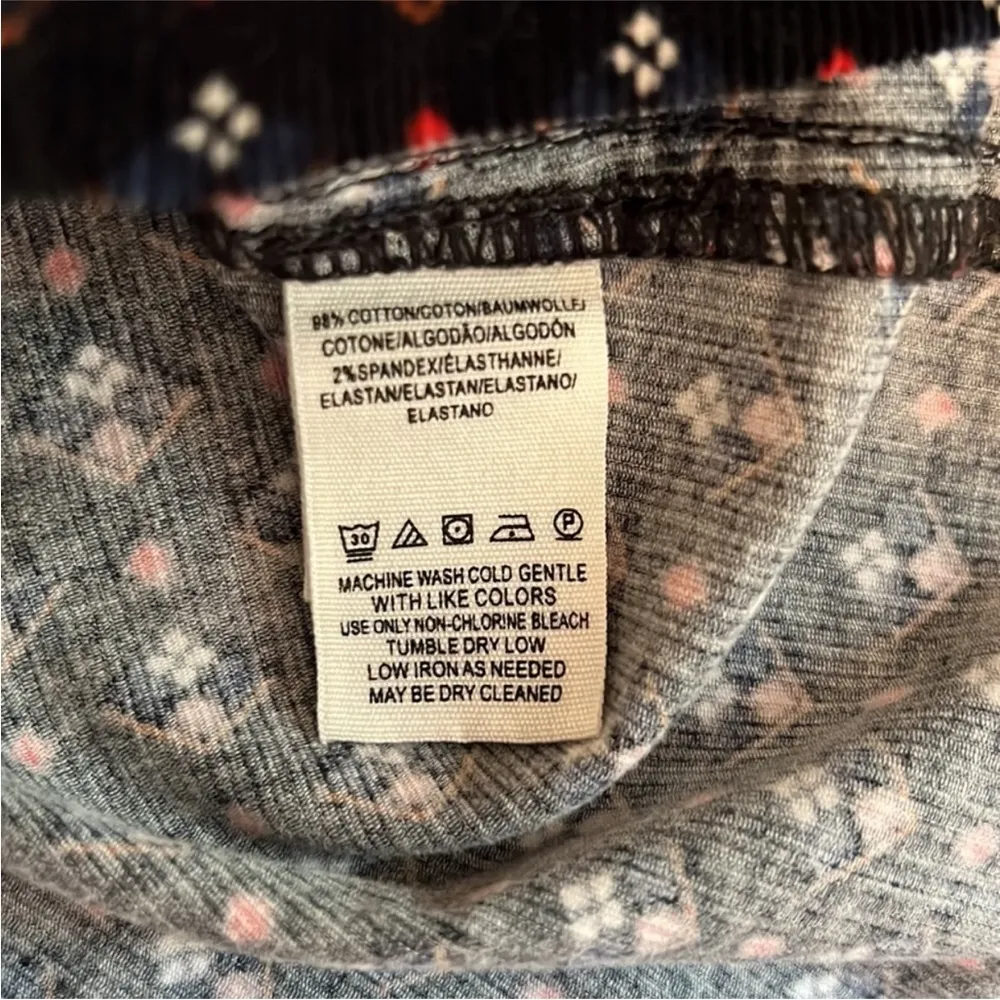 98% COTTON/COTON/BAUMWOLLE/
COTONE/ALGODÃO/ALGODÓN
2%SPANDEX/ÉLASTHANNE/
ELASTAN/ELASTAN/ELASTANO/
ELASTANO
30 P
MACHINE WASH COLD GENTLE
WITH LIKE COLORS
USE ONLY NON-CHLORINE BLEACH
TUMBLE DRY LOW
LOW IRON AS NEEDED
MAY BE DRY CLEANED